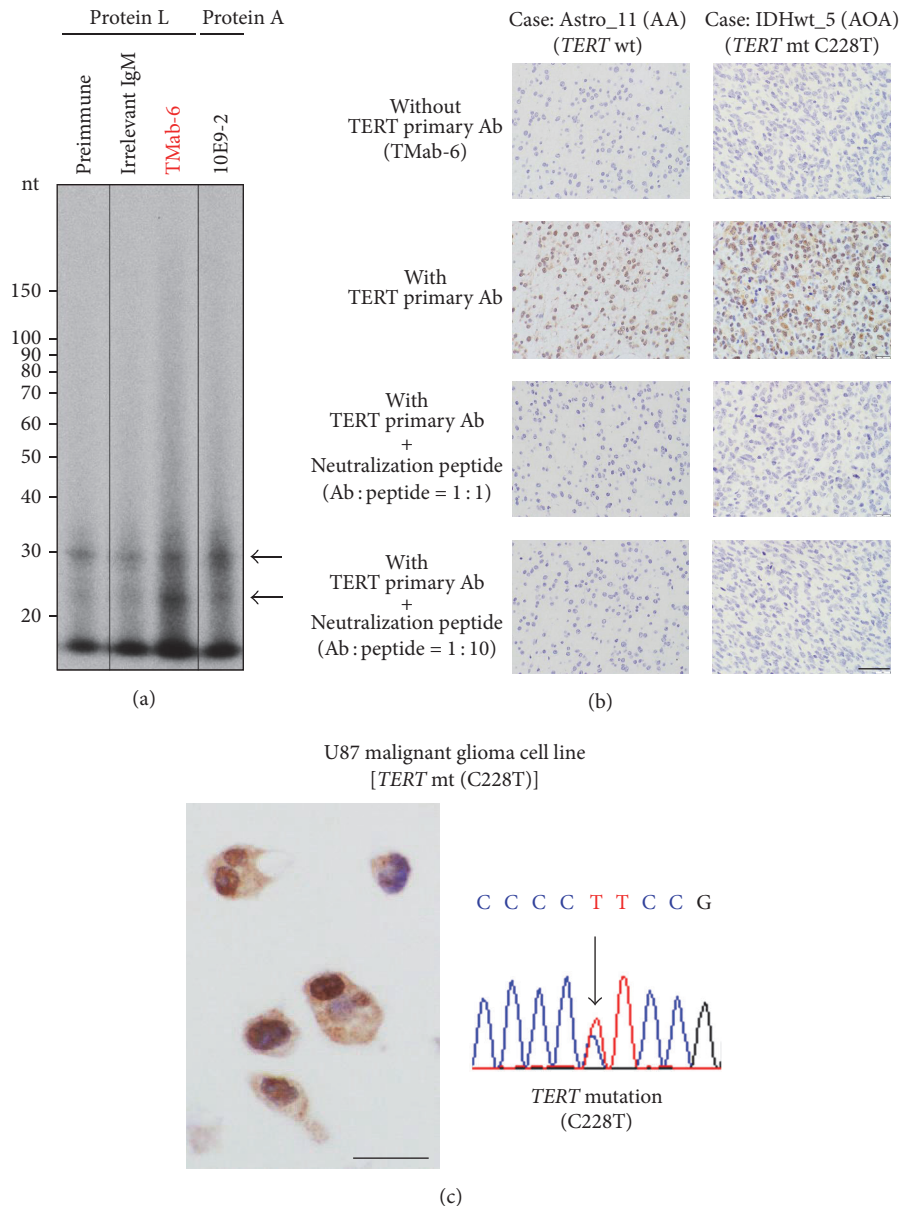 Protein L
Protein A
Preimmune
Irrelevant IgM
TMab-6
10E9-2
nt
150
100
90
80
70
60
50
40
30
20
(a)
Case: Astro_11 (AA)
(TERT wt)
Case: IDHwt_5 (AOA)
(TERT mt C228T)
Without
TERT primary Ab
(TMab-6)
With
TERT primary Ab
With
TERT primary Ab
+
Neutralization peptide
(Ab : peptide = 1 : 1)
With
TERT primary Ab
+
Neutralization peptide
(Ab : peptide = 1 : 10)
(b)
U87 malignant glioma cell line
[TERT mt (C228T)]
C C C C T T C C G
TERT mutation
(C228T)
(c)